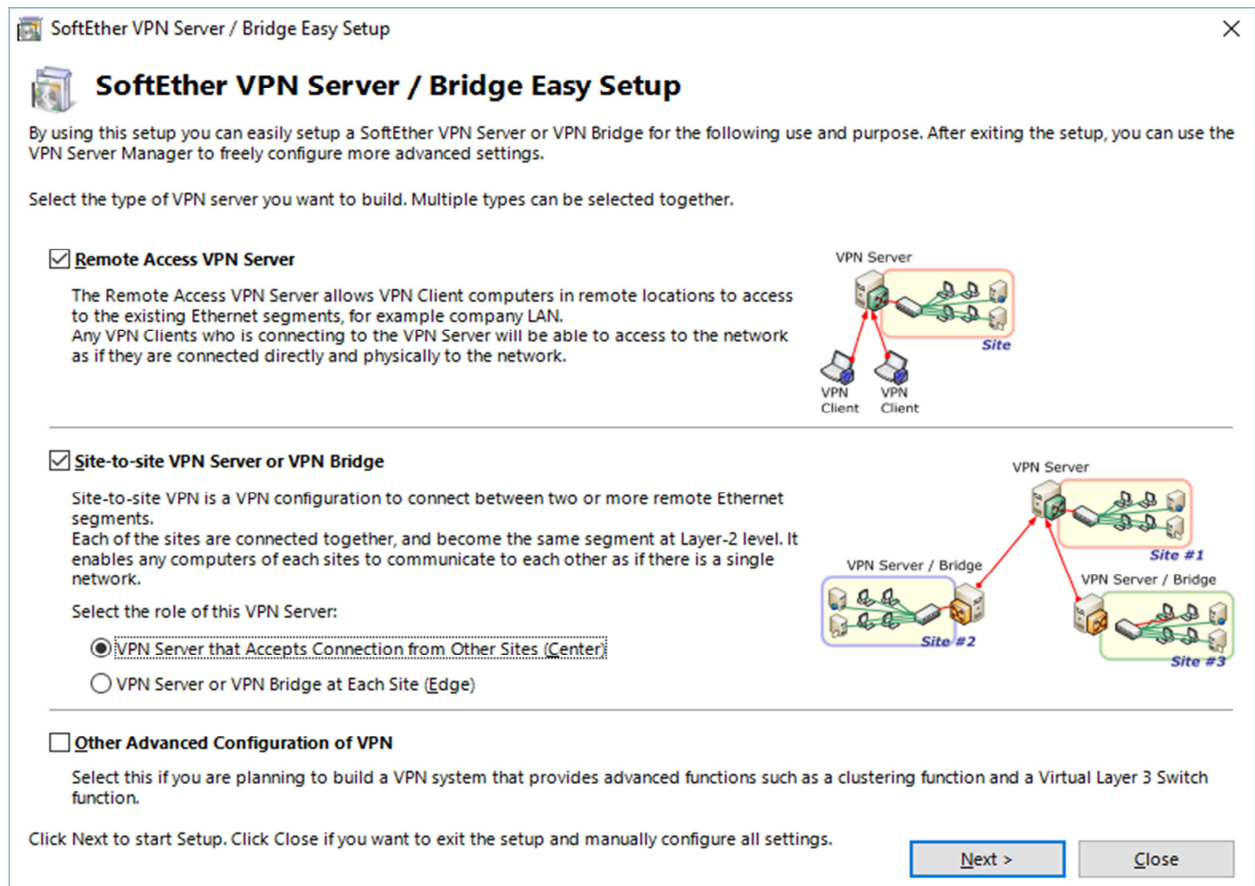 SoftEther VPN Server / Bridge Easy Setup
SoftEther VPN Server / Bridge Easy Setup
By using this setup you can easily setup a SoftEther VPN Server or VPN Bridge for the following use and purpose. After exiting the setup, you can use the
VPN Server Manager to freely configure more advanced settings.
Select the type of VPN server you want to build. Multiple types can be selected together.
Remote Access VPN Server
The Remote Access VPN Server allows VPN Client computers in remote locations to access
to the existing Ethernet segments, for example company LAN.
Any VPN Clients who is connecting to the VPN Server will be able to access to the network
as if they are connected directly and physically to the network.
VPN Server
Site
VPN
Client
VPN
Client
Site-to-site VPN Server or VPN Bridge
Site-to-site VPN is a VPN configuration to connect between two or more remote Ethernet
segments.
Each of the sites are connected together, and become the same segment at Layer-2 level. It
enables any computers of each sites to communicate to each other as if there is a single
network.
Select the role of this VPN Server:
VPN Server that Accepts Connection from Other Sites (Center)
VPN Server or VPN Bridge at Each Site (Edge)
VPN Server
Site #1
VPN Server / Bridge
Site #2
VPN Server / Bridge
Site #3
Other Advanced Configuration of VPN
Select this if you are planning to build a VPN system that provides advanced functions such as a clustering function and a Virtual Layer 3 Switch
function.
Click Next to start Setup. Click Close if you want to exit the setup and manually configure all settings.
Next >
Close